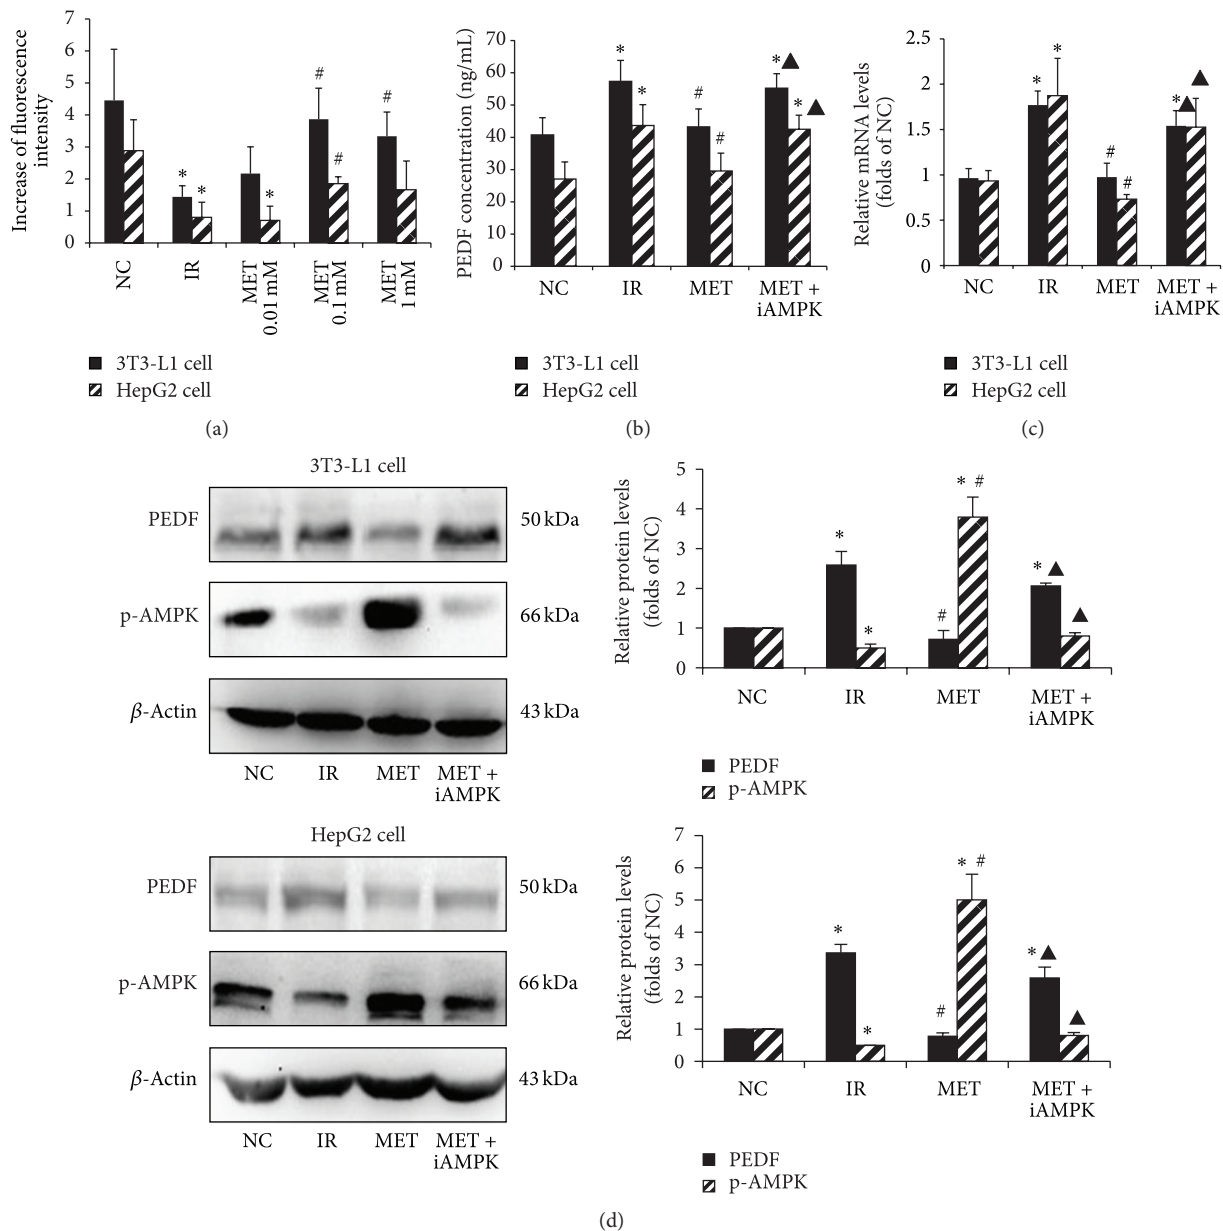 7
6
5
4
3
2
1
0
Increase of fluorescence
intensity
* * * # # #
NC
IR
MET
0.01 mM
MET
0.1 mM
MET
1 mM
3T3-L1 cell
HepG2 cell
(a)
70
60
50
40
30
20
10
0
PEDF concentration (ng/mL)
* * # # *▲ *▲
NC IR MET MET +
iAMPK
3T3-L1 cell
HepG2 cell
(b)
2.5
2
1.5
1
0.5
0
Relative mRNA levels
(folds of NC)
* * # # *▲ ▲
NC IR MET MET +
iAMPK
3T3-L1 cell
HepG2 cell
(c)
3T3-L1 cell
PEDF 50 kDa
p-AMPK 66 kDa
β-Actin 43 kDa
NC IR MET MET +
iAMPK
5
4
3
2
1
0
Relative protein levels
(folds of NC)
* * # * # * ▲ ▲
NC IR MET MET +
iAMPK
PEDF
p-AMPK
HepG2 cell
PEDF 50 kDa
p-AMPK 66 kDa
β-Actin 43 kDa
NC IR MET MET +
iAMPK
7
6
5
4
3
2
1
0
Relative protein levels
(folds of NC)
* * # * # * ▲ ▲
NC IR MET MET +
iAMPK
PEDF
p-AMPK
(d)